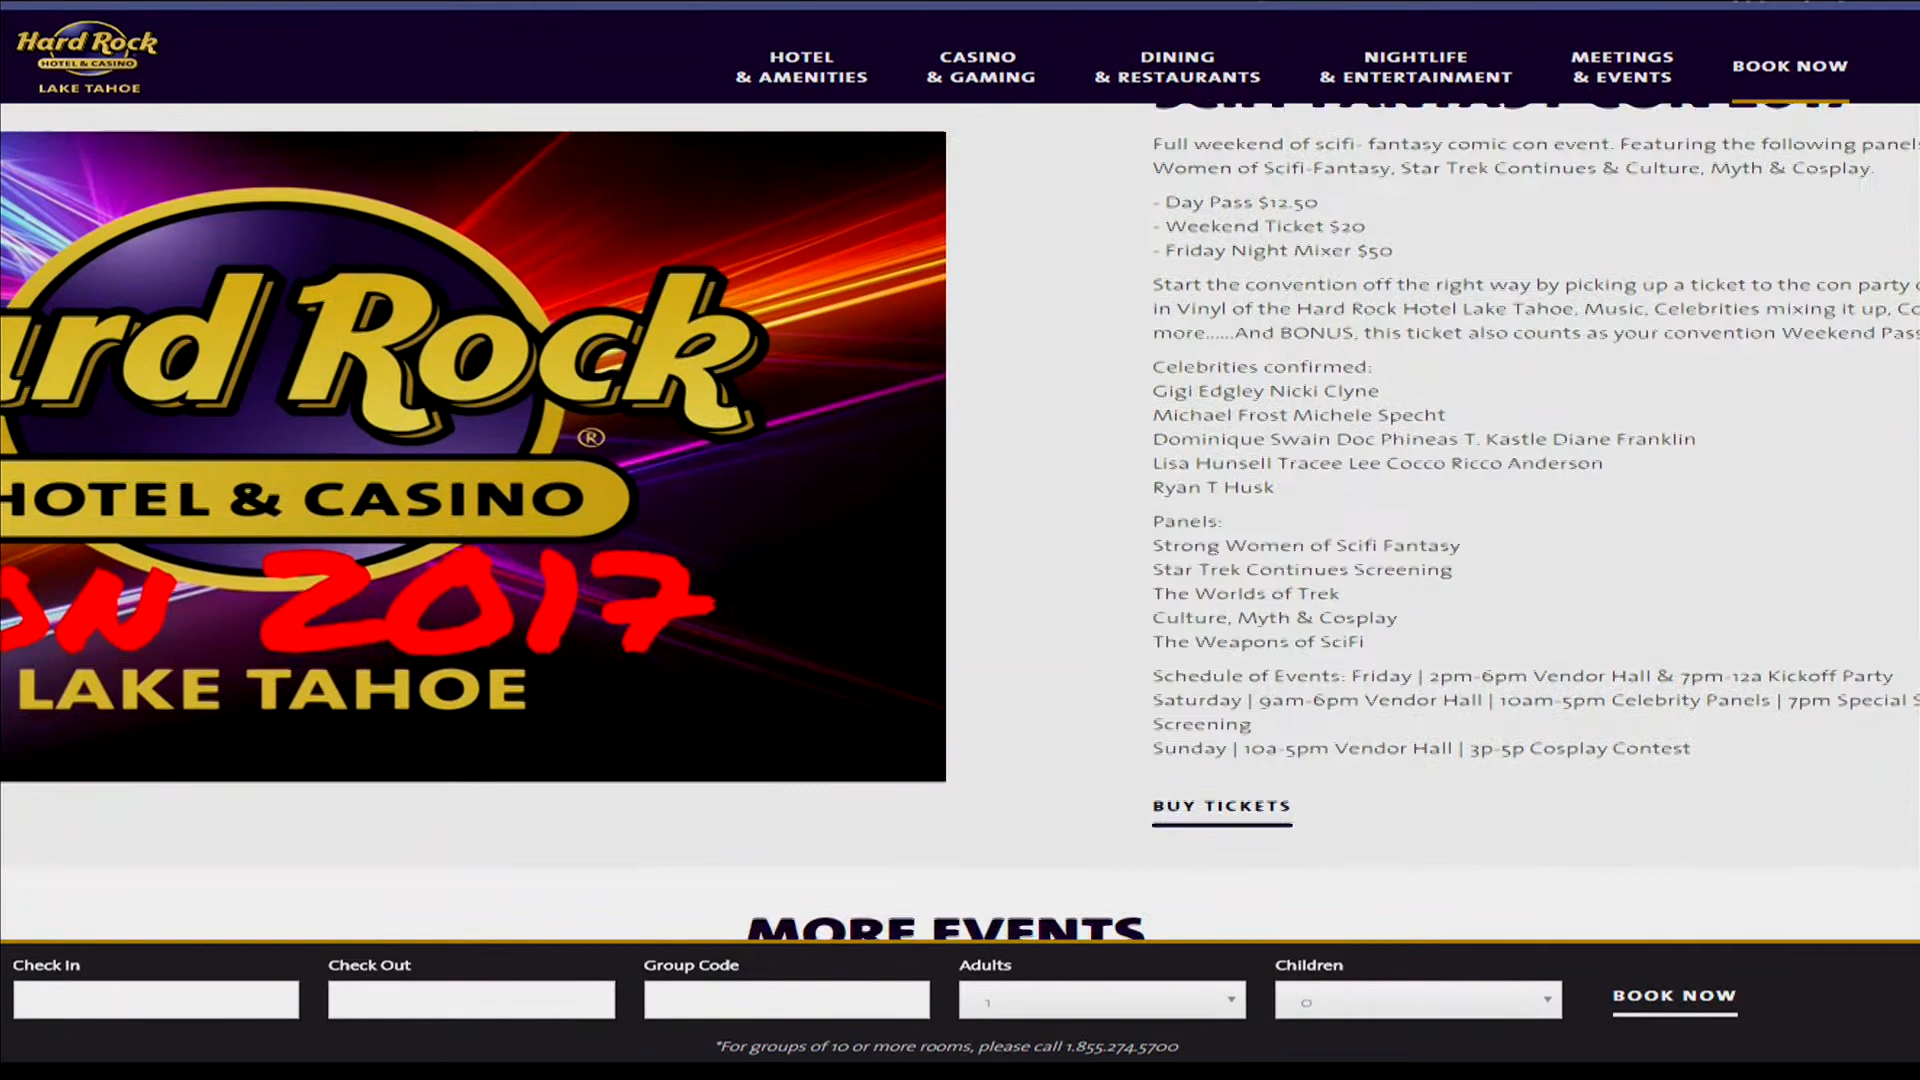 Hard Rock
HOTEL & CASINO
LAKE TAHOE
HOTEL
& AMENITIES
CASINO
& GAMING
DINING
& RESTAURANTS
NIGHTLIFE
& ENTERTAINMENT
MEETINGS
& EVENTS
BOOK NOW
Full weekend of scifi- fantasy comic con event. Featuring the following panels
Women of Scifi-Fantasy, Star Trek Continues & Culture, Myth & Cosplay.
- Day Pass $12.50
- Weekend Ticket $20
- Friday Night Mixer $50
Start the convention off the right way by picking up a ticket to the con party
in Vinyl of the Hard Rock Hotel Lake Tahoe, Music, Celebrities mixing it up,
more......And BONUS, this ticket also counts as your convention Weekend Pass
Celebrities confirmed:
Gigi Edgley Nicki Clyne
Michael Frost Michele Specht
Dominique Swain Doc Phineas T. Kastle Diane Franklin
Lisa Hunsell Tracee Lee Cocco Ricco Anderson
Ryan T Husk
Panels:
Strong Women of Scifi Fantasy
Star Trek Continues Screening
The Worlds of Trek
Culture, Myth & Cosplay
The Weapons of SciFi
Schedule of Events: Friday | 2pm-6pm Vendor Hall & 7pm-12a Kickoff Party
Saturday | 9am-6pm Vendor Hall | 10am-5pm Celebrity Panels | 7pm Special
Screening
Sunday | 10a-5pm Vendor Hall | 3p-5p Cosplay Contest
BUY TICKETS
ard Rock
®
HOTEL & CASINO
on 2017
LAKE TAHOE
MORE EVENTS
Check In
Check Out
Group Code
Adults
Children
1
0
BOOK NOW
*For groups of 10 or more rooms, please call 1.855.274.5700